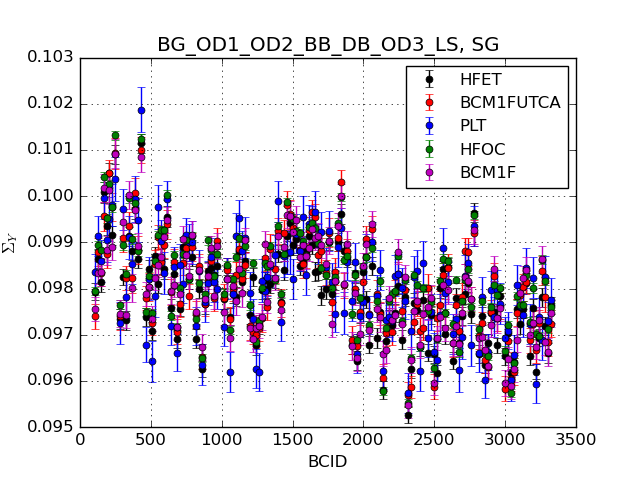 BG_OD1_OD2_BB_DB_OD3_LS, SG
0.103
0.102
0.101
0.100
0.099
0.098
0.097
0.096
0.095
Σ_Y
HFET
BCM1FUTCA
PLT
HFOC
BCM1F
0 500 1000 1500 2000 2500 3000 3500
BCID